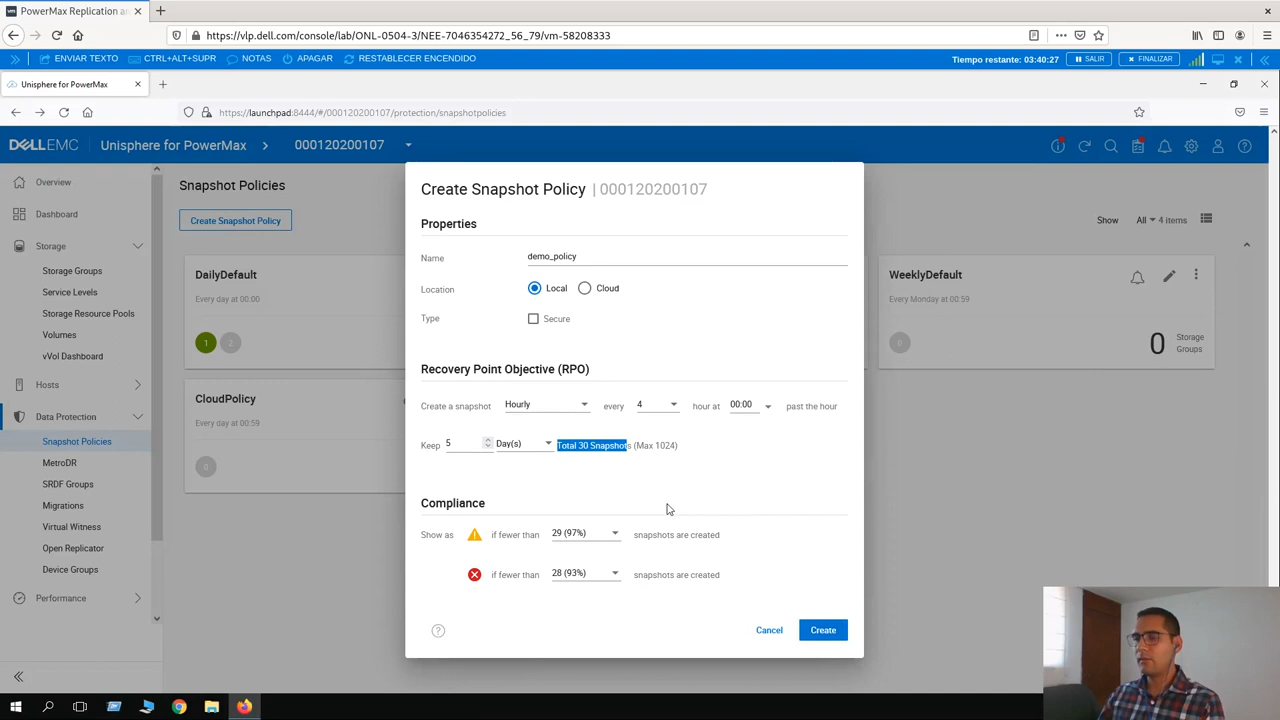 PowerMax Replication an
https://vlp.dell.com/console/lab/ONL-0504-3/NEE-7046354272_56_79/vm-58208333
ENVIAR TEXTO CTRL+ALT+SUPR NOTAS APAGAR RESTABLECER ENCENDIDO Tiempo restante: 03:40:27 SALIR FINALIZAR
Unisphere for PowerMax
https://launchpad:8444/#/000120200107/protection/snapshotpolicies
DELLEMC Unisphere for PowerMax 000120200107
Overview
Dashboard
Storage
Storage Groups
Service Levels
Storage Resource Pools
Volumes
vVol Dashboard
Hosts
Data Protection
Snapshot Policies
MetroDR
SRDF Groups
Migrations
Virtual Witness
Open Replicator
Device Groups
Performance
Snapshot Policies
Create Snapshot Policy
Show All 4 items
DailyDefault
Every day at 00:00
1 2
CloudPolicy
Every day at 00:59
0
WeeklyDefault
Every Monday at 00:59
0 0 Storage
Groups
Create Snapshot Policy | 000120200107
Properties
Name demo_policy
Location Local Cloud
Type Secure
Recovery Point Objective (RPO)
Create a snapshot Hourly every 4 hour at 00:00 past the hour
Keep 5 Day(s) Total 30 Snapshots (Max 1024)
Compliance
Show as if fewer than 29 (97%) snapshots are created
if fewer than 28 (93%) snapshots are created
? Cancel Create